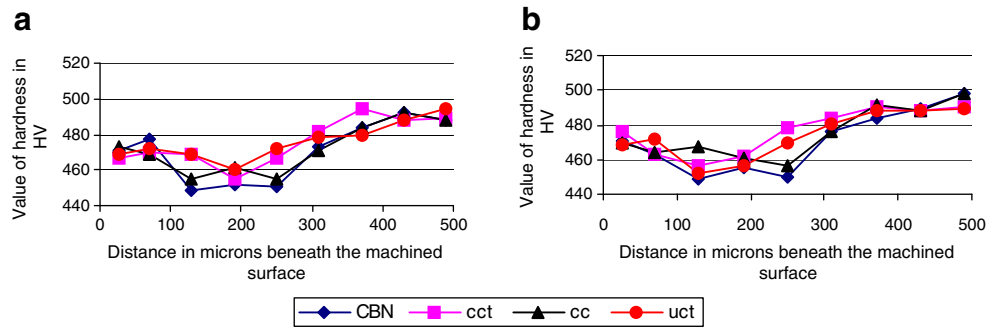 a
520
500
480
460
440
0 100 200 300 400 500
Value of hardness in
HV
Distance in microns beneath the machined
surface
b
520
500
480
460
440
0 100 200 300 400 500
Value of hardness in
HV
Distance in microns beneath the machined
surface
CBN cct cc uct